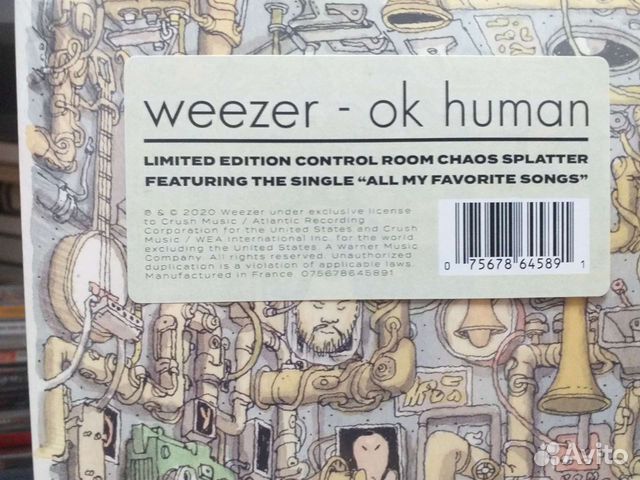 weezer - ok human
LIMITED EDITION CONTROL ROOM CHAOS SPLATTER
FEATURING THE SINGLE “ALL MY FAVORITE SONGS”
℗ & © 2020 Weezer under exclusive license
to Crush Music / Atlantic Recording
Corporation for the United States and Crush
Music / WEA International Inc. for the world
excluding the United States. A Warner Music
Company. All rights reserved. Unauthorized
duplication is a violation of applicable laws.
Manufactured in France. 075678645891
0 75678 64589 1
Avito